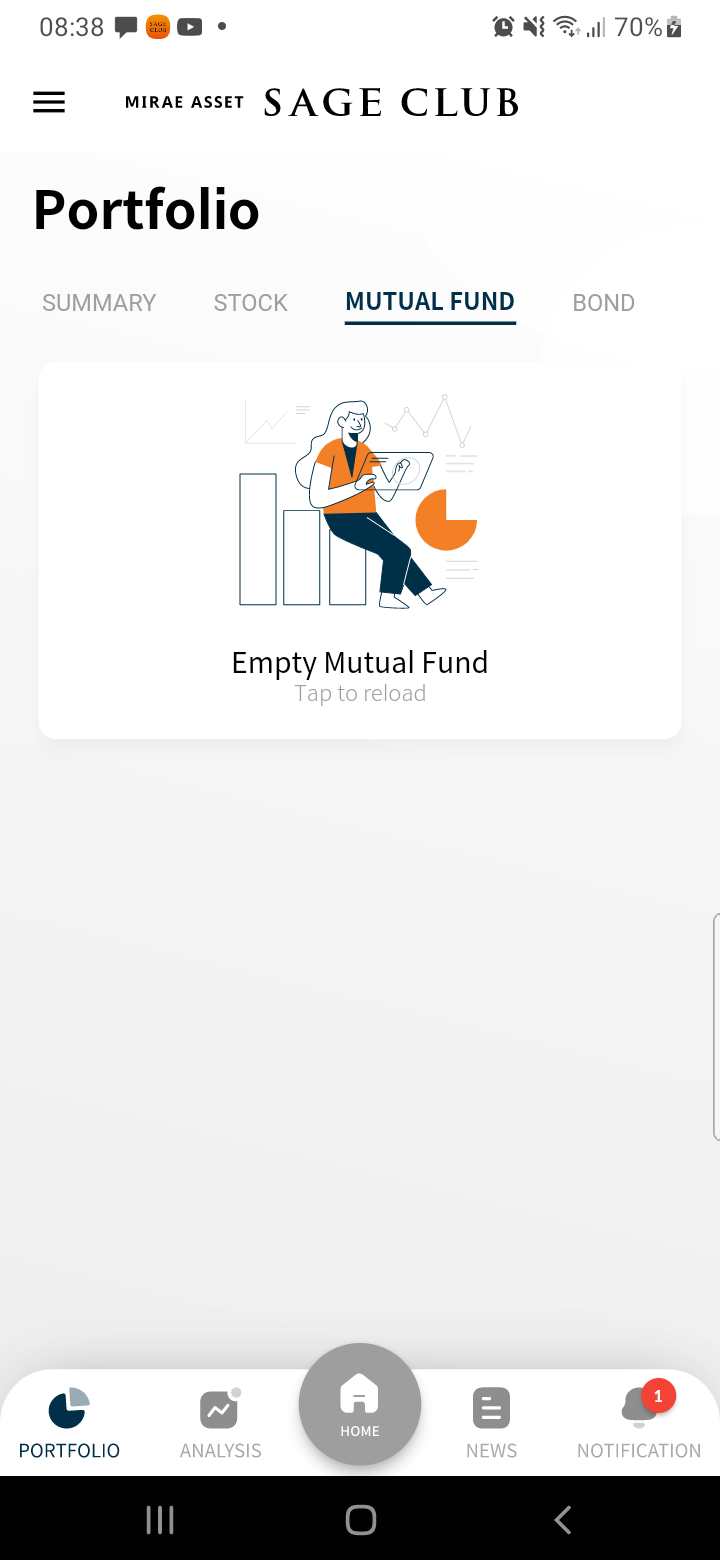 08:38
70%
MIRAE ASSET SAGE CLUB
Portfolio
SUMMARY STOCK MUTUAL FUND BOND
Empty Mutual Fund
Tap to reload
1
HOME
PORTFOLIO ANALYSIS NEWS NOTIFICATION